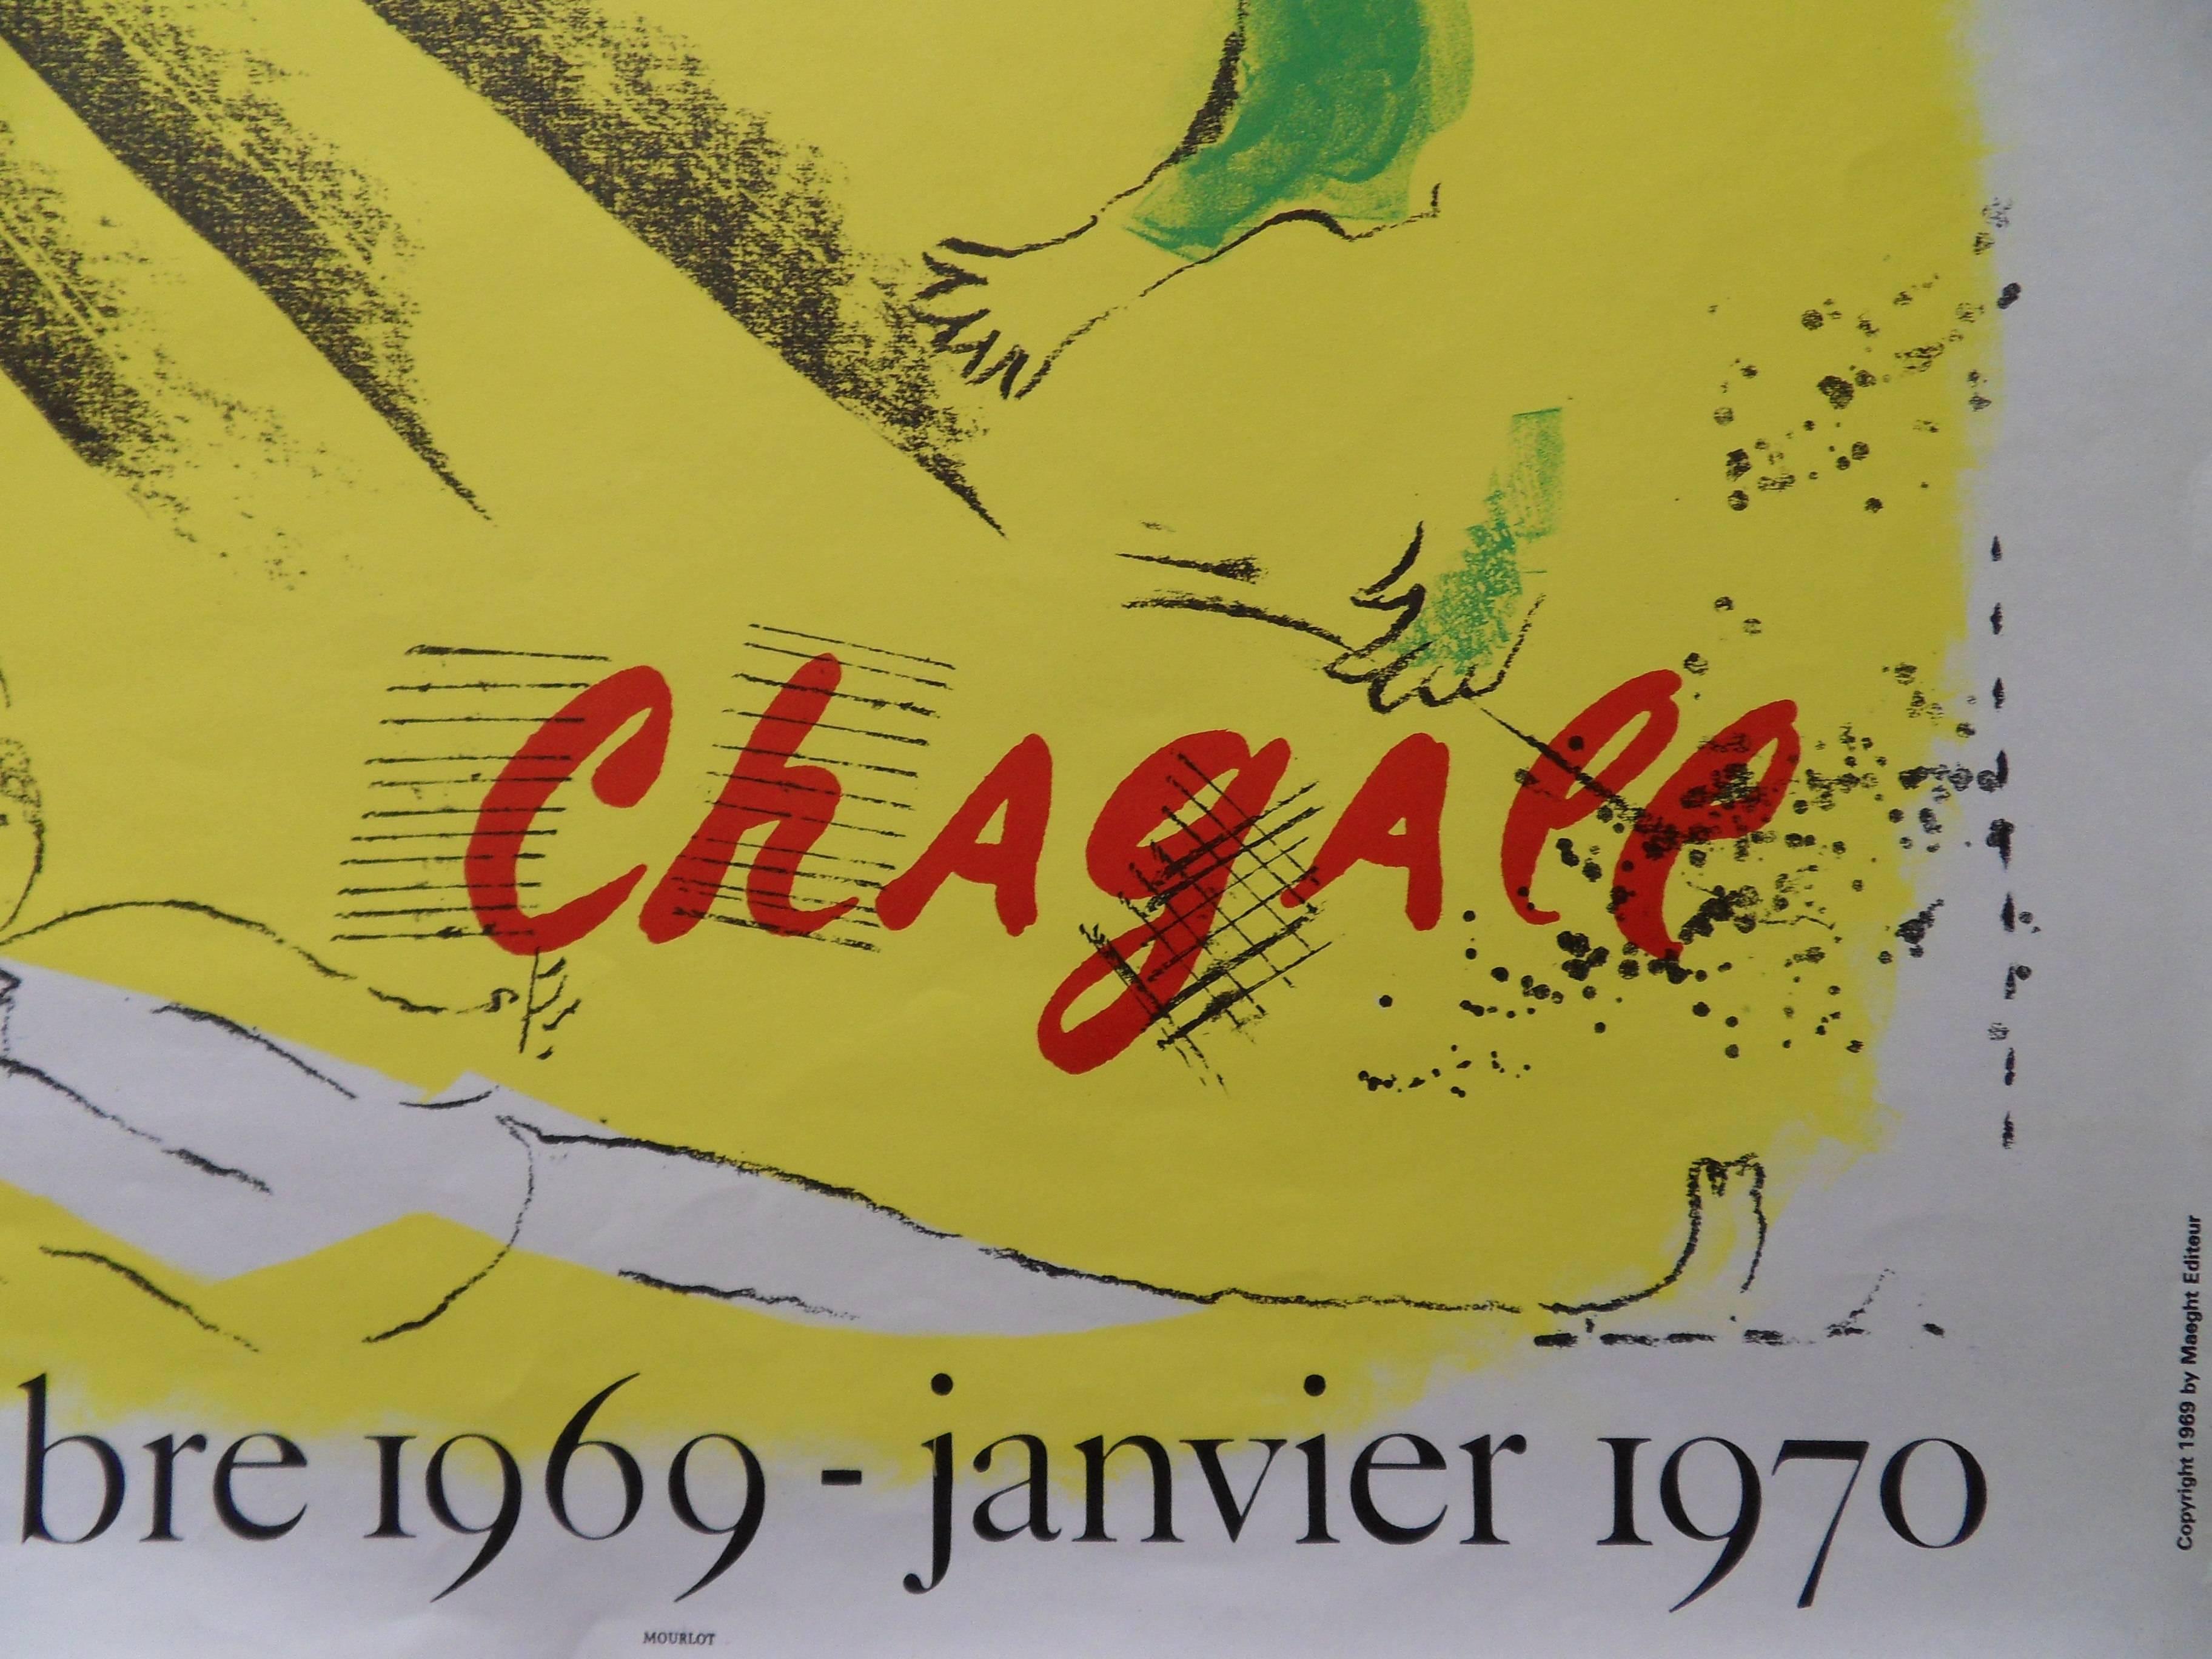 Chagall
bre 1969 - janvier 1970
MOURLOT
Copyright 1969 by Maeght Editeur